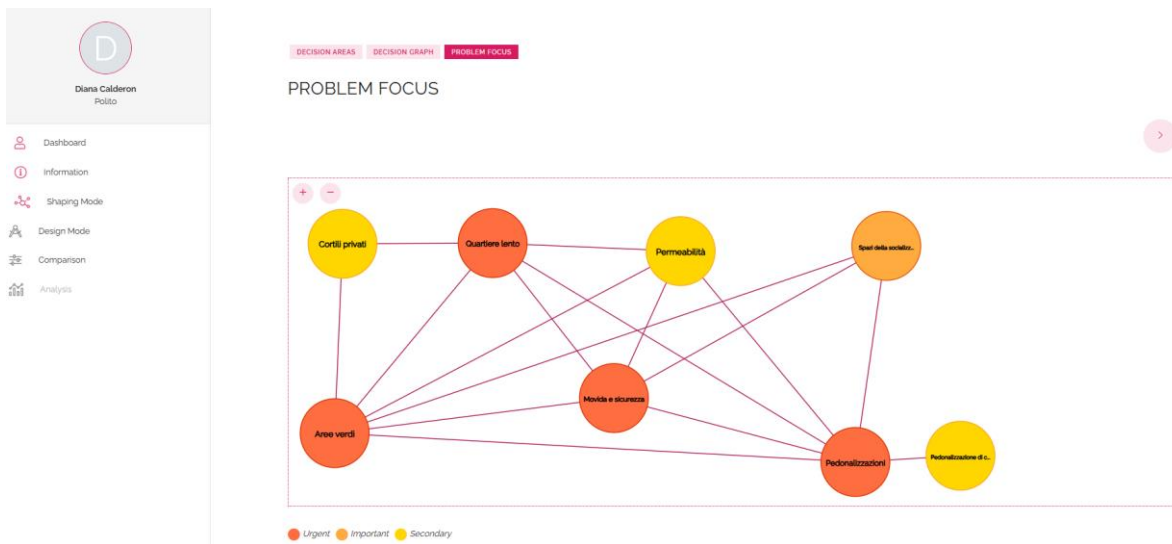 D
Diana Calderon
Polito
Dashboard
Information
Shaping Mode
Design Mode
Comparison
Analysis
DECISION AREAS DECISION GRAPH PROBLEM FOCUS
PROBLEM FOCUS
+ −
Cortili privati
Quartiere lento
Permeabilità
Spazi della socializz..
Movida e sicurezza
Aree verdi
Pedonalizzazioni
Pedonalizzazione di c..
Urgent Important Secondary